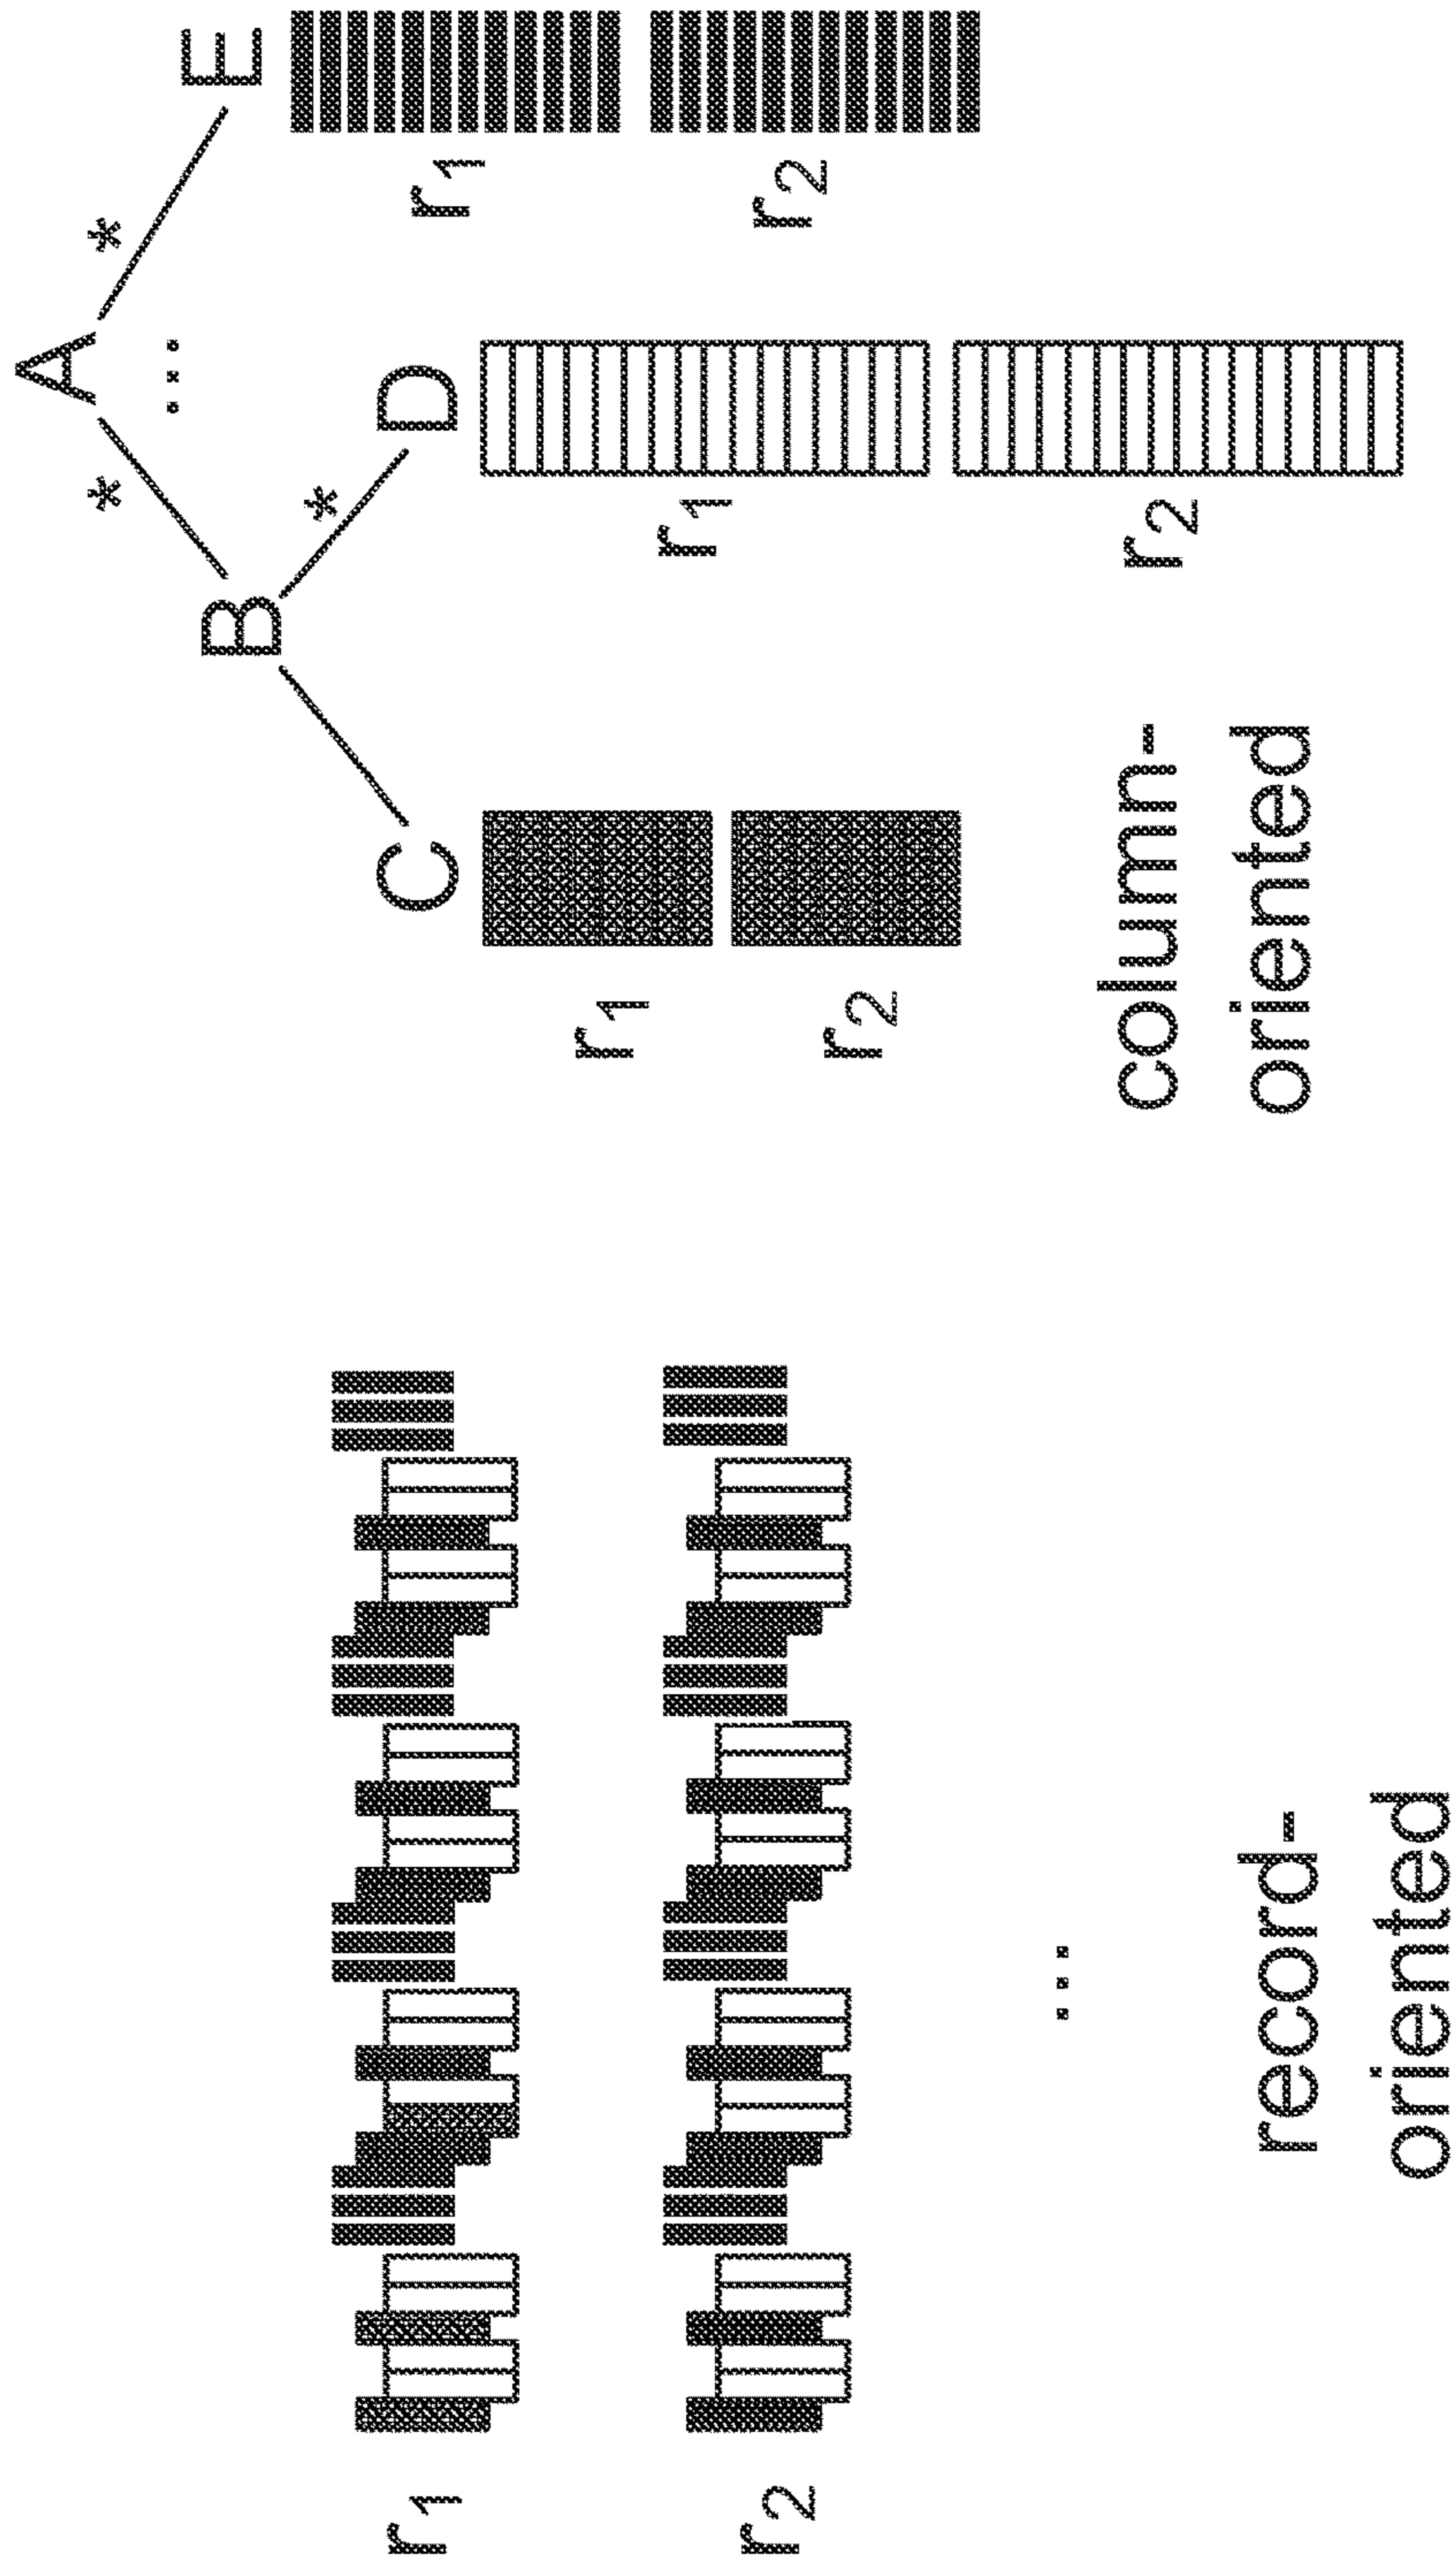 A
* ... *
B E
*
C D
r1
r2
r1
r2
r1
r2
column-
oriented
r1
r2
...
record-
oriented